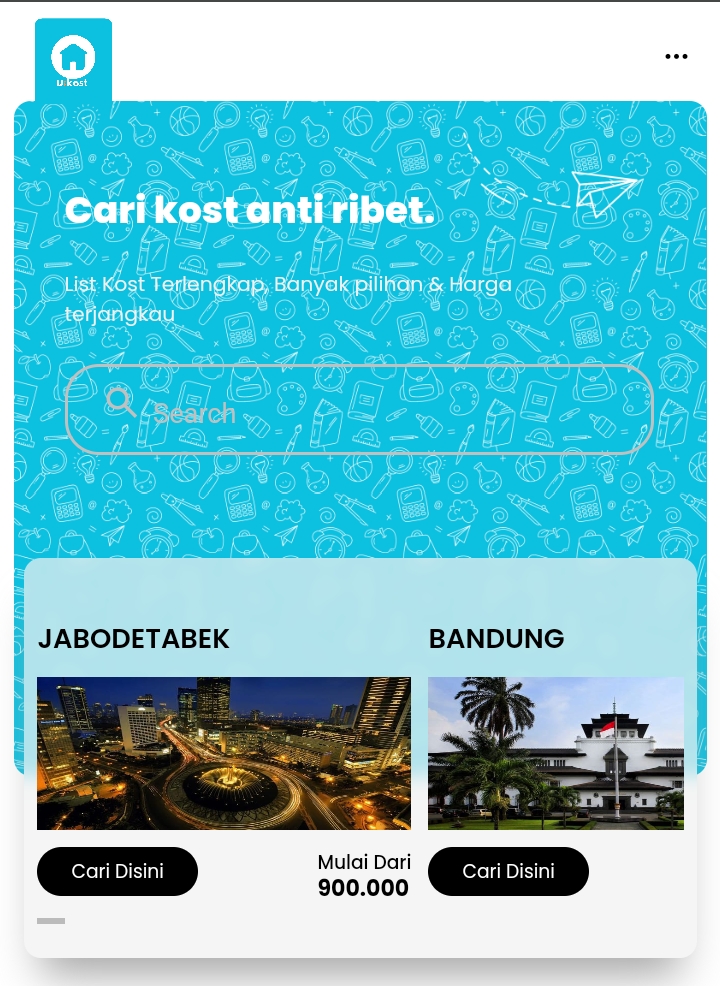 Dikost
Cari kost anti ribet.
List Kost Terlengkap, Banyak pilihan & Harga
terjangkau
Search
JABODETABEK
BANDUNG
Cari Disini
Mulai Dari
900.000
Cari Disini